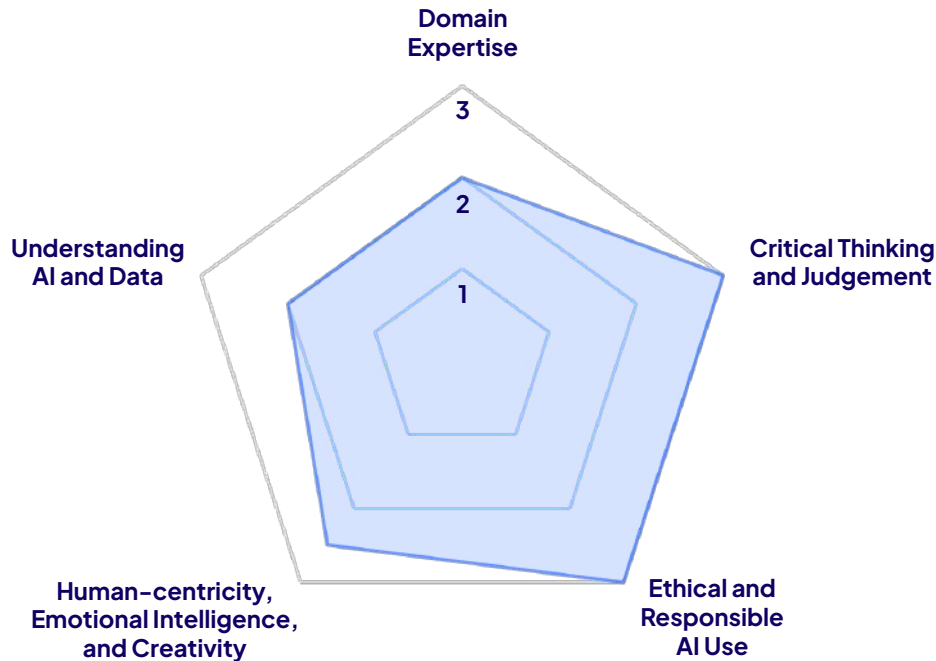 Domain
Expertise
3
2
1
Understanding
AI and Data
Critical Thinking
and Judgement
Human-centricity,
Emotional Intelligence,
and Creativity
Ethical and
Responsible
AI Use